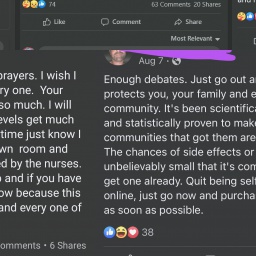 74
63 Comments 20 Shares
Like
Comment
Share
Most Relevant
prayers. I wish I
ery one. Your
so much. I will
evels get much
time just know I
wn room and
ed by the nurses.
o and if you have
ow because this
and every one of
omments • 6 Shares
Aug 7
Enough debates. Just go out ar
protects you, your family and e
community. It's been scientifica
and statistically proven to make
communities that got them are
The chances of side effects or
unbelievably small that it's com
get one already. Quit being self
online, just go now and purcha
as soon as possible.
38